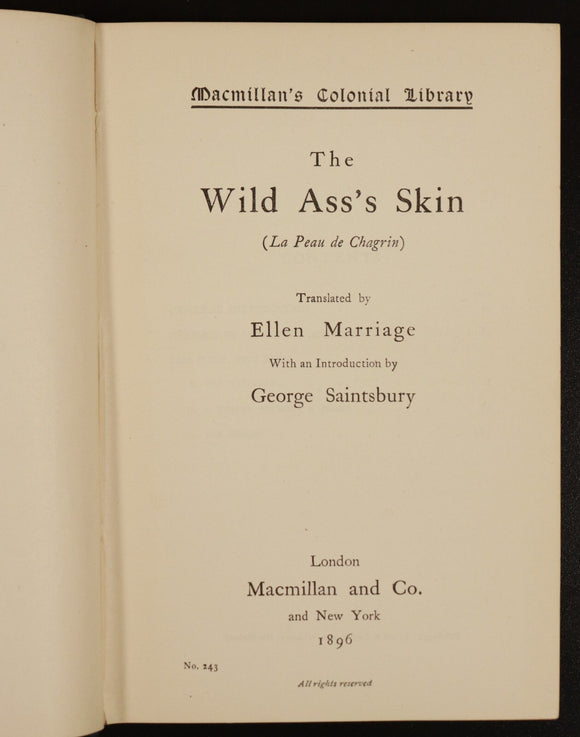 Macmillan's Colonial Library
The
Wild Ass's Skin
(La Peau de Chagrin)
Translated by
Ellen Marriage
With an Introduction by
George Saintsbury
London
Macmillan and Co.
and New York
1896
No. 243
All rights reserved